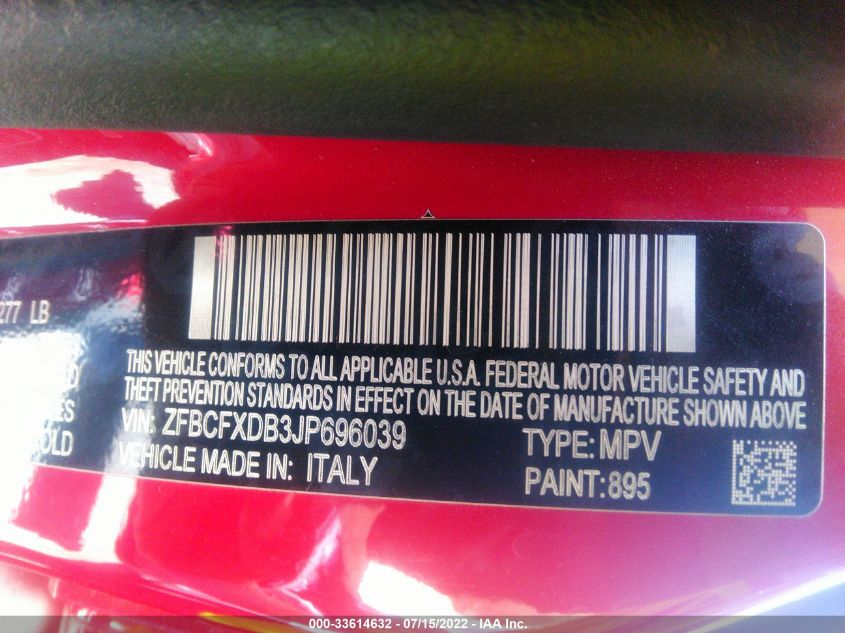 277 LB
THIS VEHICLE CONFORMS TO ALL APPLICABLE U.S.A. FEDERAL MOTOR VEHICLE SAFETY AND
THEFT PREVENTION STANDARDS IN EFFECT ON THE DATE OF MANUFACTURE SHOWN ABOVE
VIN: ZFBCFXDB3JP696039
TYPE: MPV
OLD
VEHICLE MADE IN: ITALY
PAINT: 895
000-33614632 - 07/15/2022 - IAA Inc.